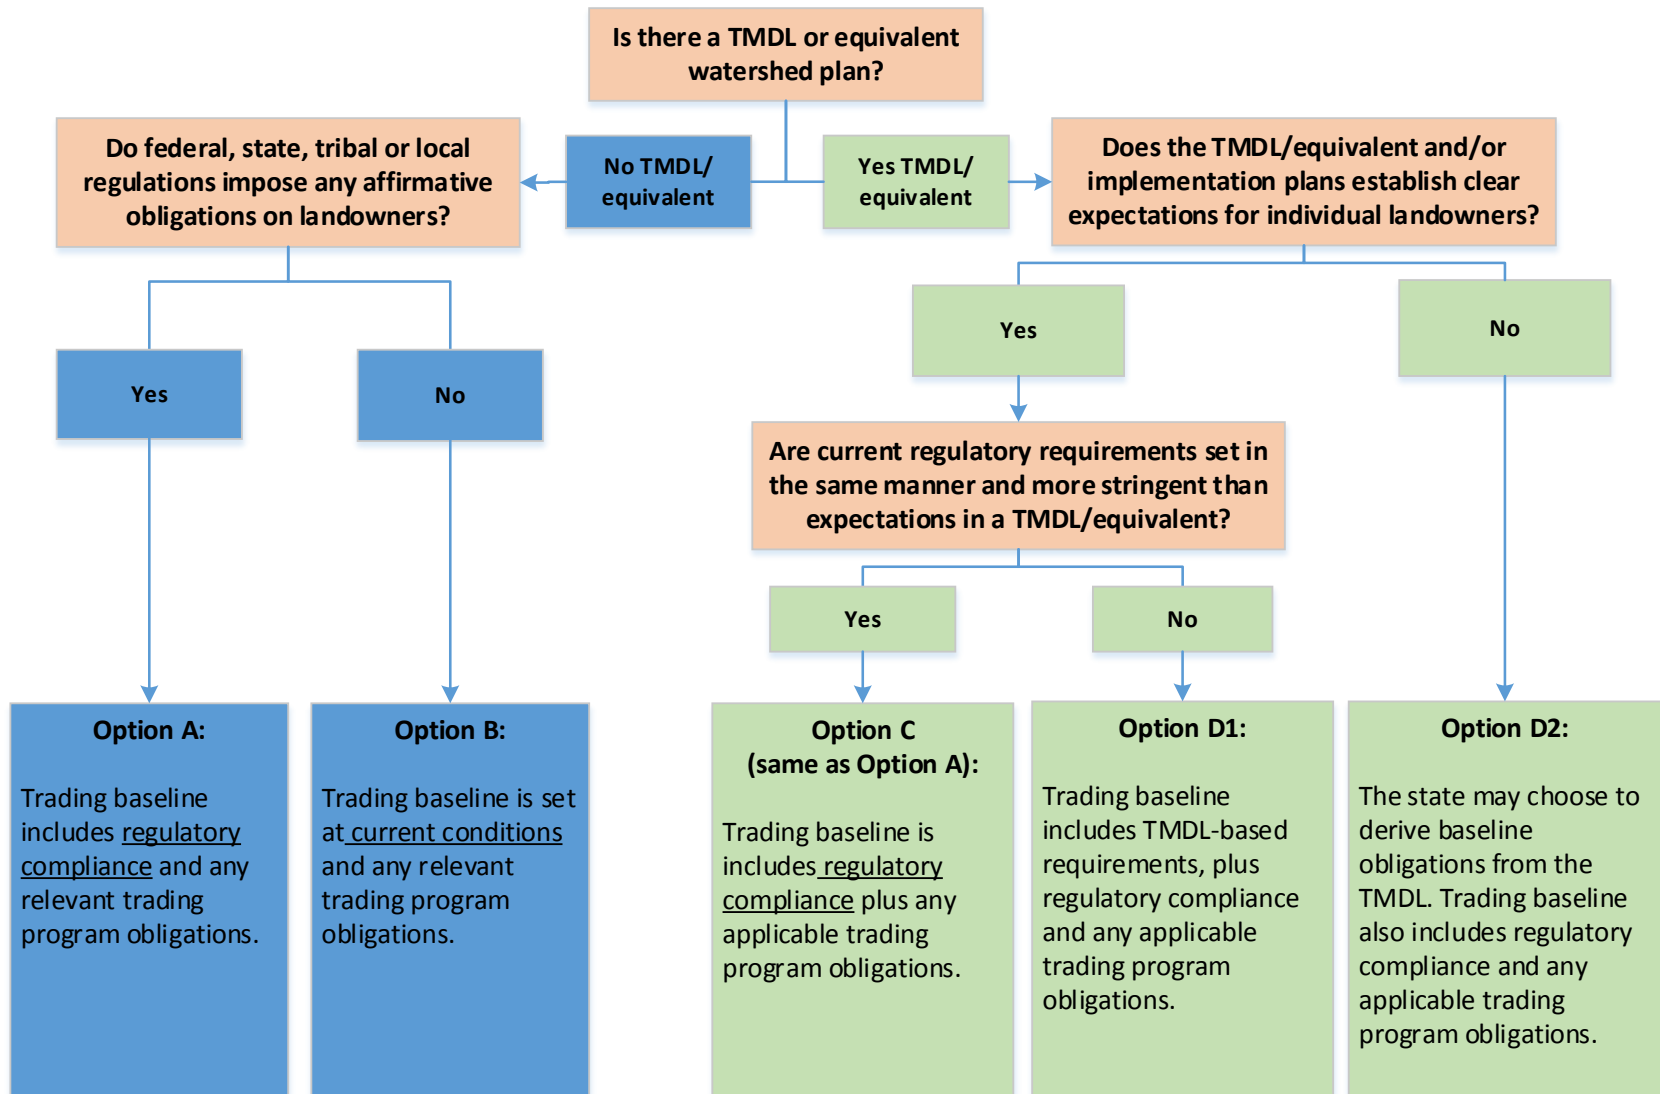 Is there a TMDL or equivalent
watershed plan?
Do federal, state, tribal or local
regulations impose any affirmative
obligations on landowners?
No TMDL/
equivalent
Yes TMDL/
equivalent
Does the TMDL/equivalent and/or
implementation plans establish clear
expectations for individual landowners?
Yes
No
Yes
No
Are current regulatory requirements set in
the same manner and more stringent than
expectations in a TMDL/equivalent?
Yes
No
Option A:
Trading baseline
includes regulatory
compliance and any
relevant trading
program obligations.
Option B:
Trading baseline is set
at current conditions
and any relevant
trading program
obligations.
Option C
(same as Option A):
Trading baseline is
includes regulatory
compliance plus any
applicable trading
program obligations.
Option D1:
Trading baseline
includes TMDL-based
requirements, plus
regulatory compliance
and any applicable
trading program
obligations.
Option D2:
The state may choose to
derive baseline
obligations from the
TMDL. Trading baseline
also includes regulatory
compliance and any
applicable trading
program obligations.